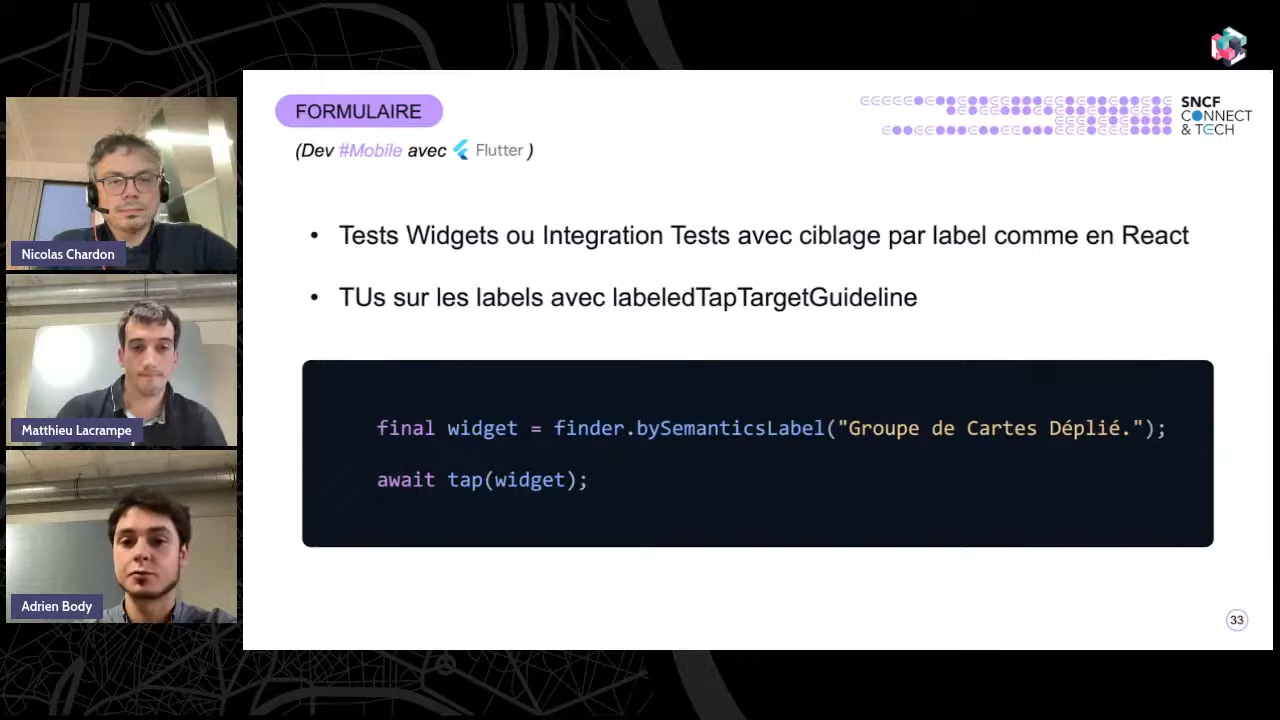 FORMULAIRE
(Dev #Mobile avec Flutter )
SNCF
CONNECT
& TECH
• Tests Widgets ou Integration Tests avec ciblage par label comme en React
• TUs sur les labels avec labeledTapTargetGuideline
final widget = finder.bySemanticsLabel("Groupe de Cartes Déplié.");
await tap(widget);
33
Nicolas Chardon
Matthieu Lacrampe
Adrien Body